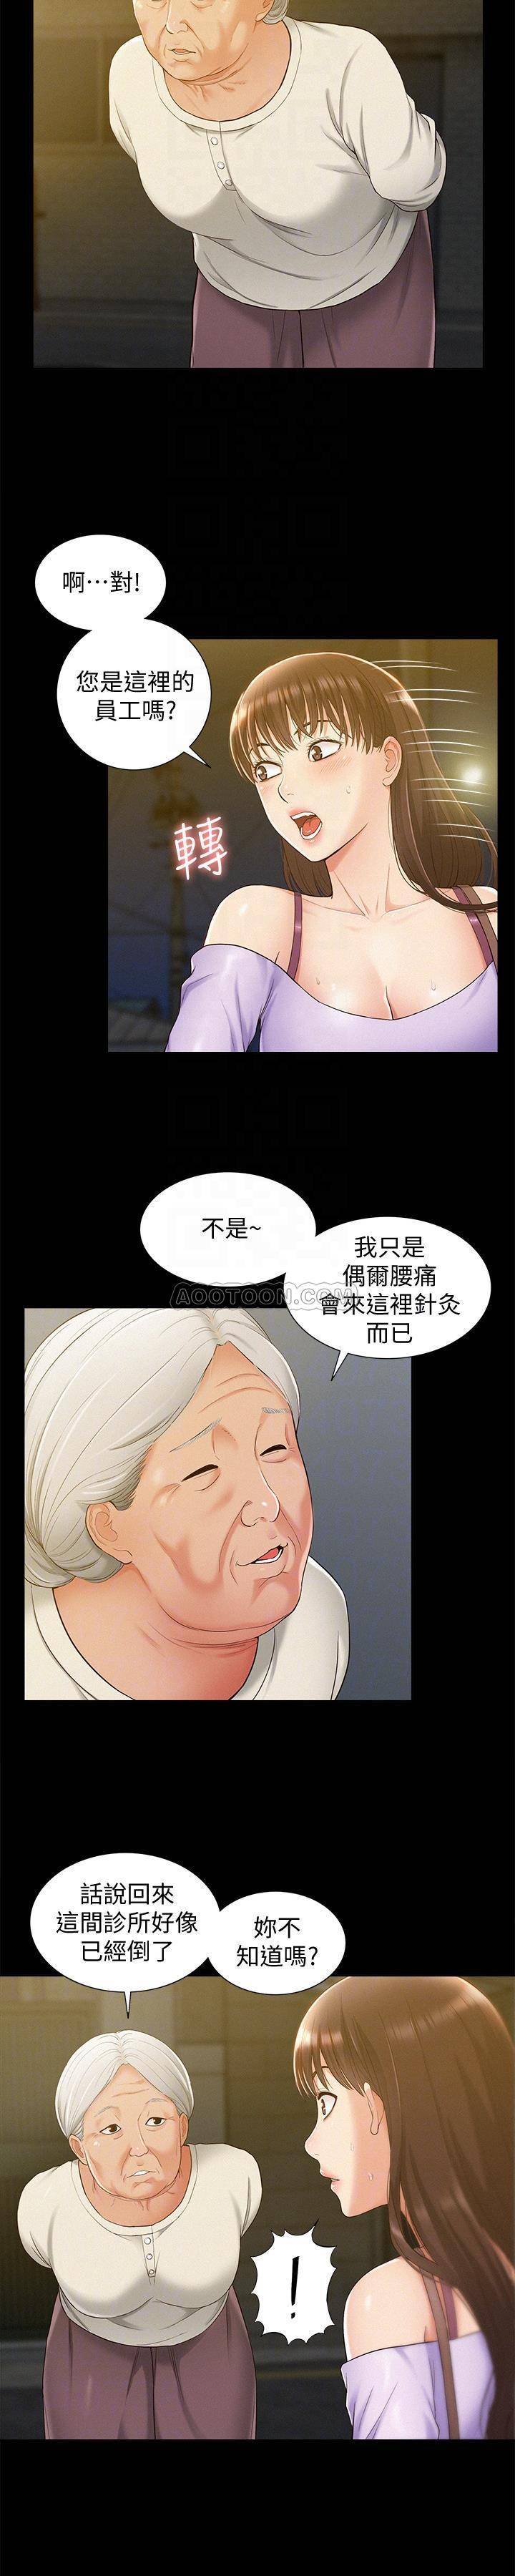 啊…對!
您是這裡的
員工嗎?
轉
不是~
我只是
偶爾腰痛
會來這裡針灸
而已
AOOTOON.COM
話說回來
這間診所好像
已經倒了
妳不
知道嗎?
!